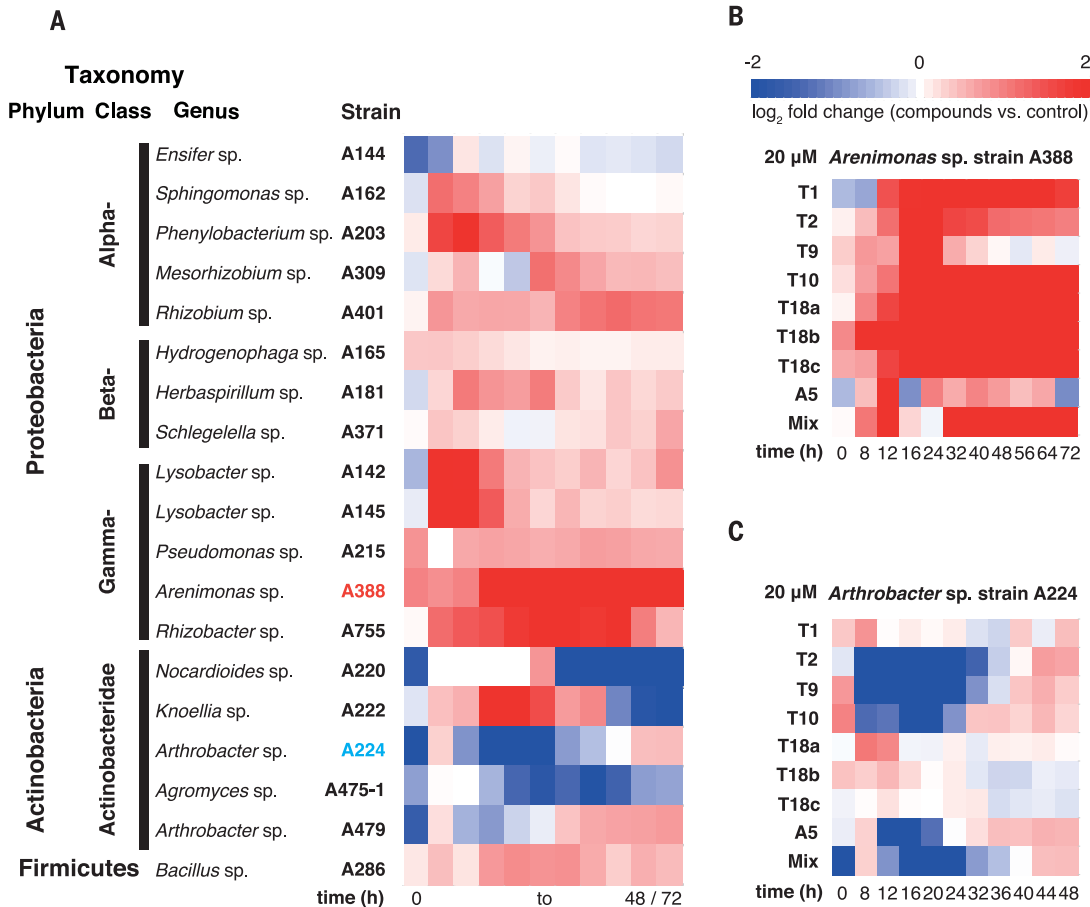 A
Taxonomy
Phylum Class Genus Strain
Proteobacteria
Alpha-
Ensifer sp. A144
Sphingomonas sp. A162
Phenylobacterium sp. A203
Mesorhizobium sp. A309
Rhizobium sp. A401
Beta-
Hydrogenophaga sp. A165
Herbaspirillum sp. A181
Schlegelella sp. A371
Gamma-
Lysobacter sp. A142
Lysobacter sp. A145
Pseudomonas sp. A215
Arenimonas sp. A388
Rhizobacter sp. A755
Actinobacteria
Actinobacteridae
Nocardioides sp. A220
Knoellia sp. A222
Arthrobacter sp. A224
Agromyces sp. A475-1
Arthrobacter sp. A479
Firmicutes Bacillus sp. A286
time (h) 0 to 48 / 72
B
-2 0 2
log2 fold change (compounds vs. control)
20 µM Arenimonas sp. strain A388
T1
T2
T9
T10
T18a
T18b
T18c
A5
Mix
time (h) 0 8 12 16 24 32 40 48 56 64 72
C
20 µM Arthrobacter sp. strain A224
T1
T2
T9
T10
T18a
T18b
T18c
A5
Mix
time (h) 0 8 12 16 20 24 32 36 40 44 48